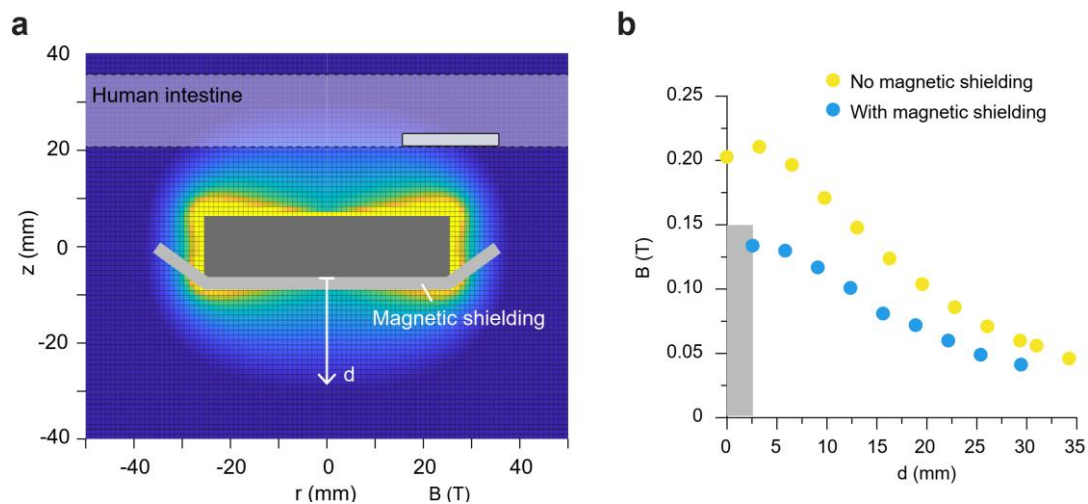 a
40
20
0
-20
-40
z (mm)
Human intestine
Magnetic shielding
d
-40
-20
0
20
40
r (mm)
B (T)
b
No magnetic shielding
With magnetic shielding
0.25
0.20
0.15
0.10
0.05
0
B (T)
0
5
10
15
20
25
30
35
d (mm)